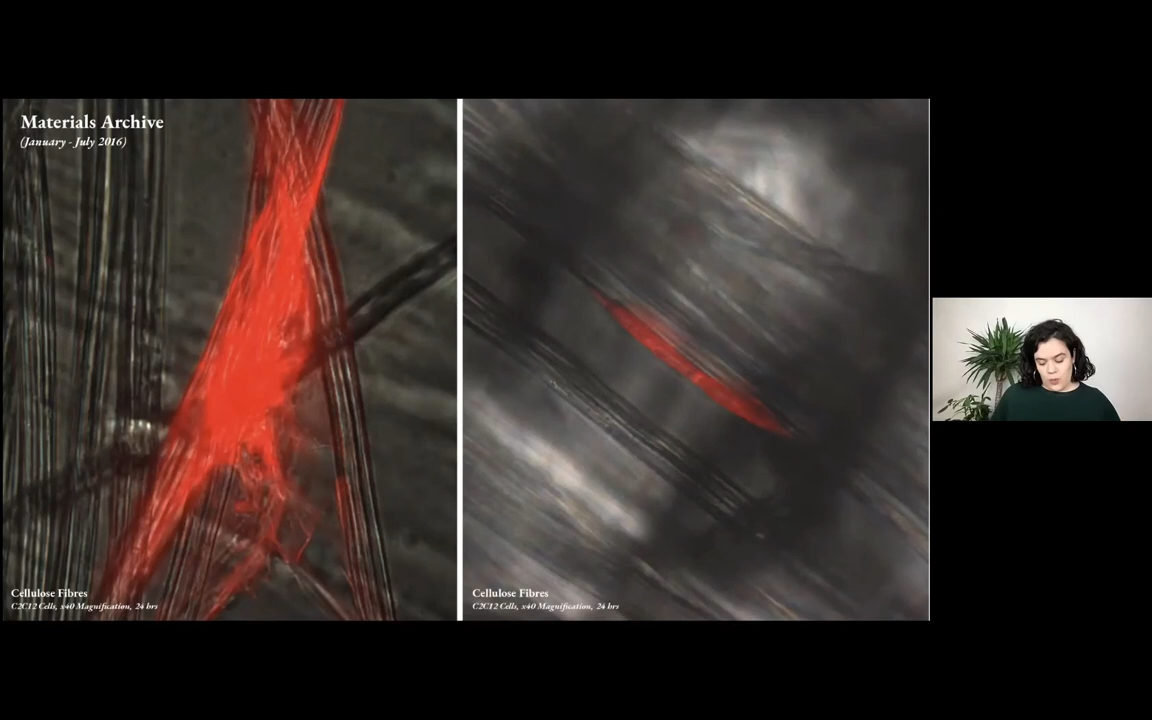 Materials Archive
(January - July 2016)
Cellulose Fibres
C2C12 Cells, x40 Magnification, 24 hrs
Cellulose Fibres
C2C12 Cells, x40 Magnification, 24 hrs